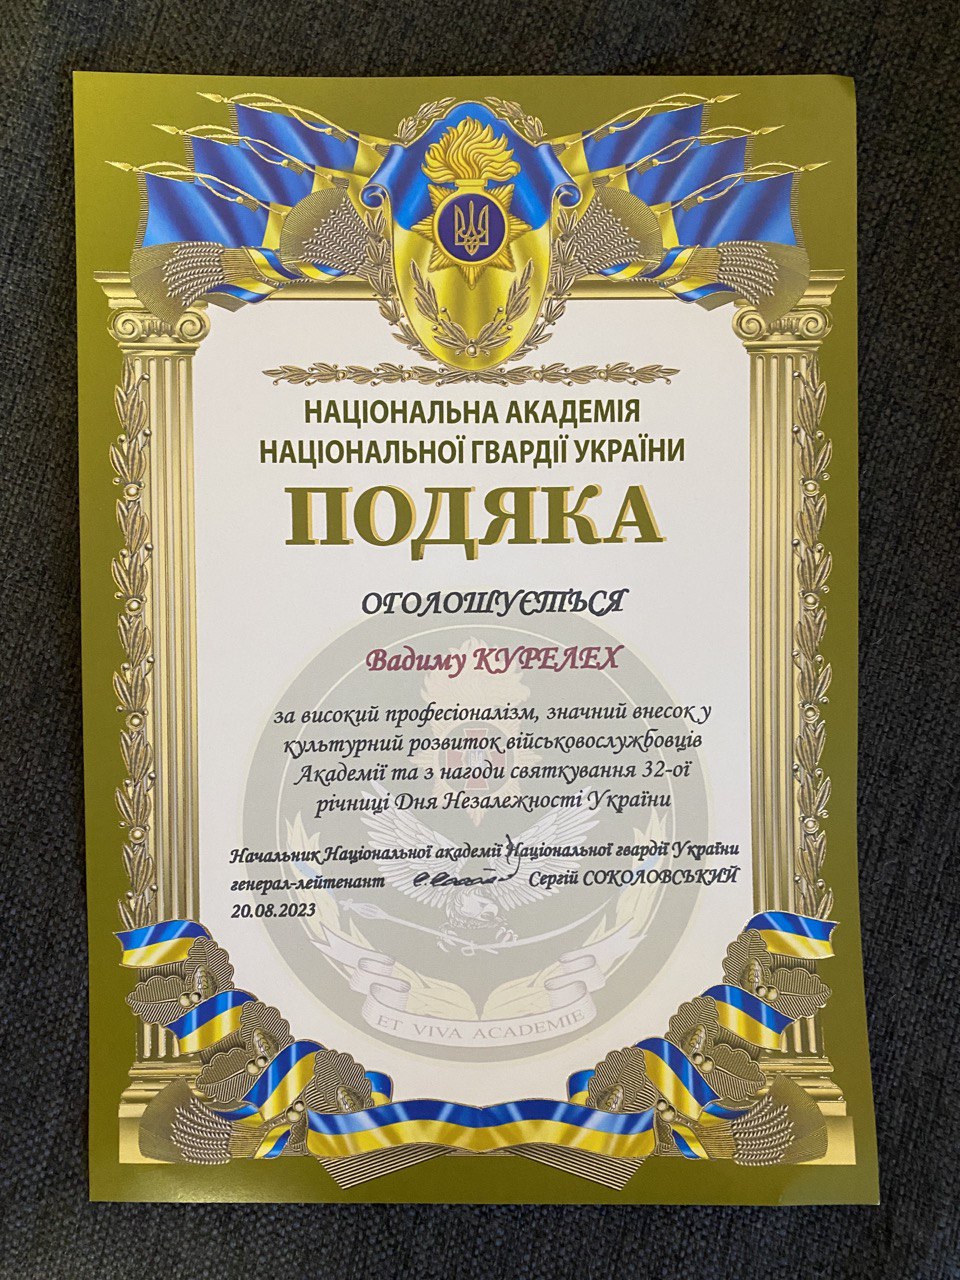 НАЦІОНАЛЬНА АКАДЕМІЯ
НАЦІОНАЛЬНОЇ ГВАРДІЇ УКРАЇНИ
ПОДЯКА
ОГОЛОШУЄТЬСЯ
Вадиму КУРЕЛЕХ
за високий професіоналізм, значний внесок у
культурний розвиток військовослужбовців
Академії та з нагоди святкування 32-ої
річниці Дня Незалежності України
Начальник Національної академії Національної гвардії України
генерал-лейтенант Сергій СОКОЛОВСЬКИЙ
20.08.2023
ET VIVA ACADEMIE